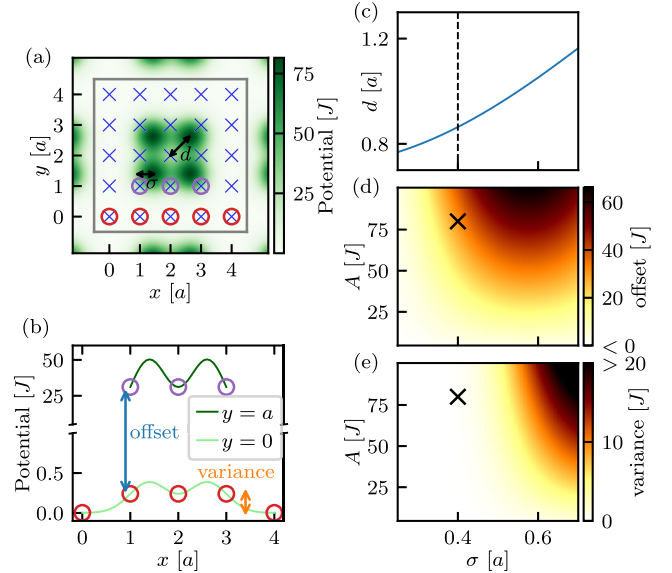 (a)
y [a]
4
3
2
1
0
d
σ
0 1 2 3 4
x [a]
75
50
25
Potential [J]
(b)
Potential [J]
50
25
0.5
0.0
offset
y = a
y = 0
variance
0 1 2 3 4
x [a]
(c)
d [a]
1.2
0.8
(d)
A [J]
75
50
25
60
40
20
< 0
offset [J]
(e)
A [J]
75
50
25
> 20
10
0
variance [J]
0.4 0.6
σ [a]